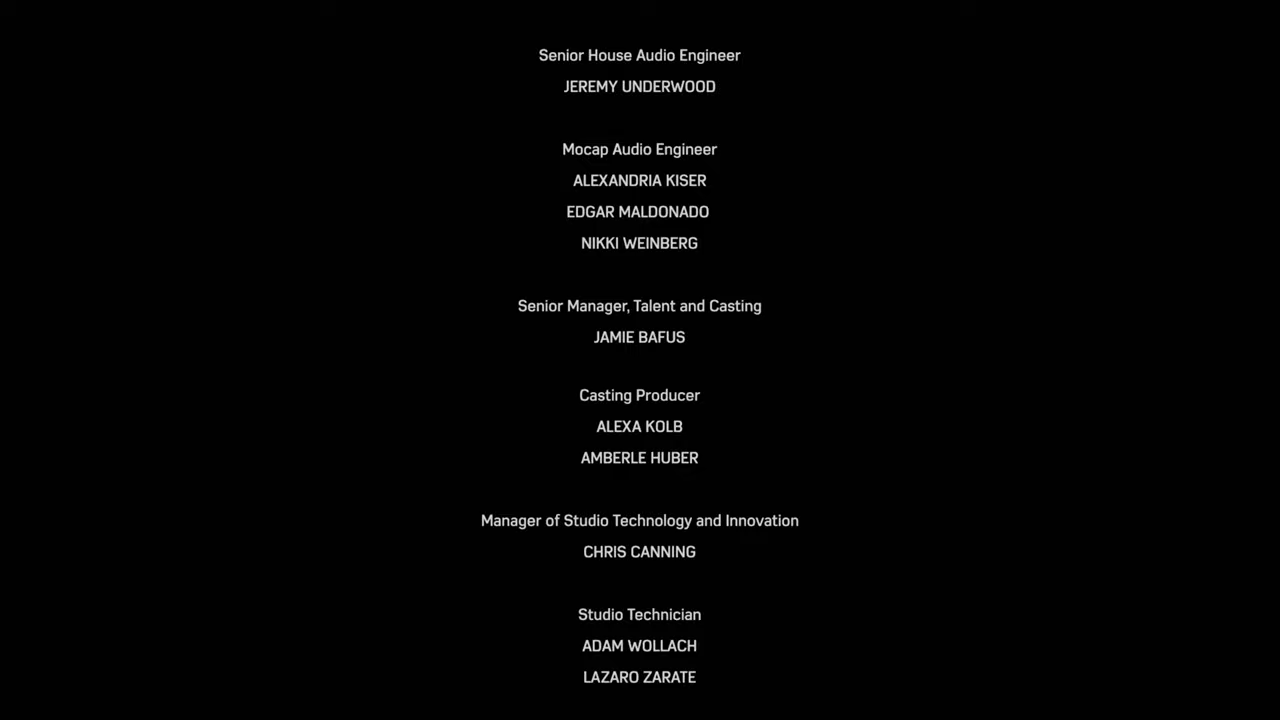 Senior House Audio Engineer
JEREMY UNDERWOOD
Mocap Audio Engineer
ALEXANDRIA KISER
EDGAR MALDONADO
NIKKI WEINBERG
Senior Manager, Talent and Casting
JAMIE BAFUS
Casting Producer
ALEXA KOLB
AMBERLE HUBER
Manager of Studio Technology and Innovation
CHRIS CANNING
Studio Technician
ADAM WOLLACH
LAZARO ZARATE